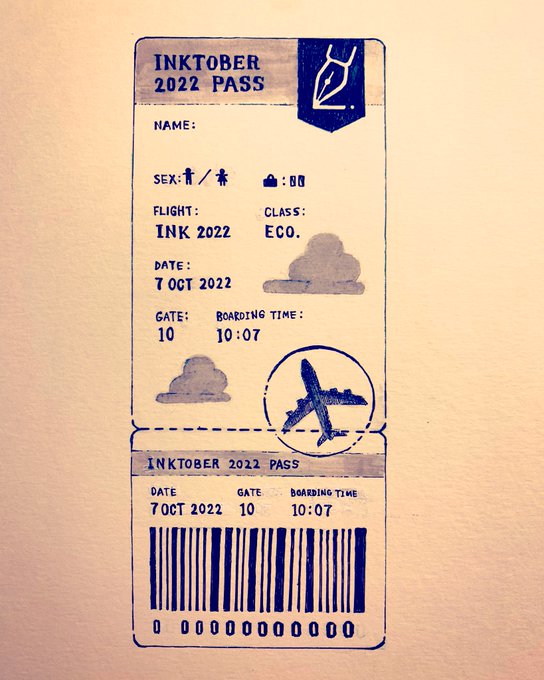 INKTOBER
2022 PASS
NAME:
SEX: /
:00
FLIGHT: CLASS:
INK 2022 ECO.
DATE:
7 OCT 2022
GATE: BOARDING TIME:
10 10:07
INKTOBER 2022 PASS
DATE GATE BOARDING TIME
7 OCT 2022 10 10:07
0 00000000000